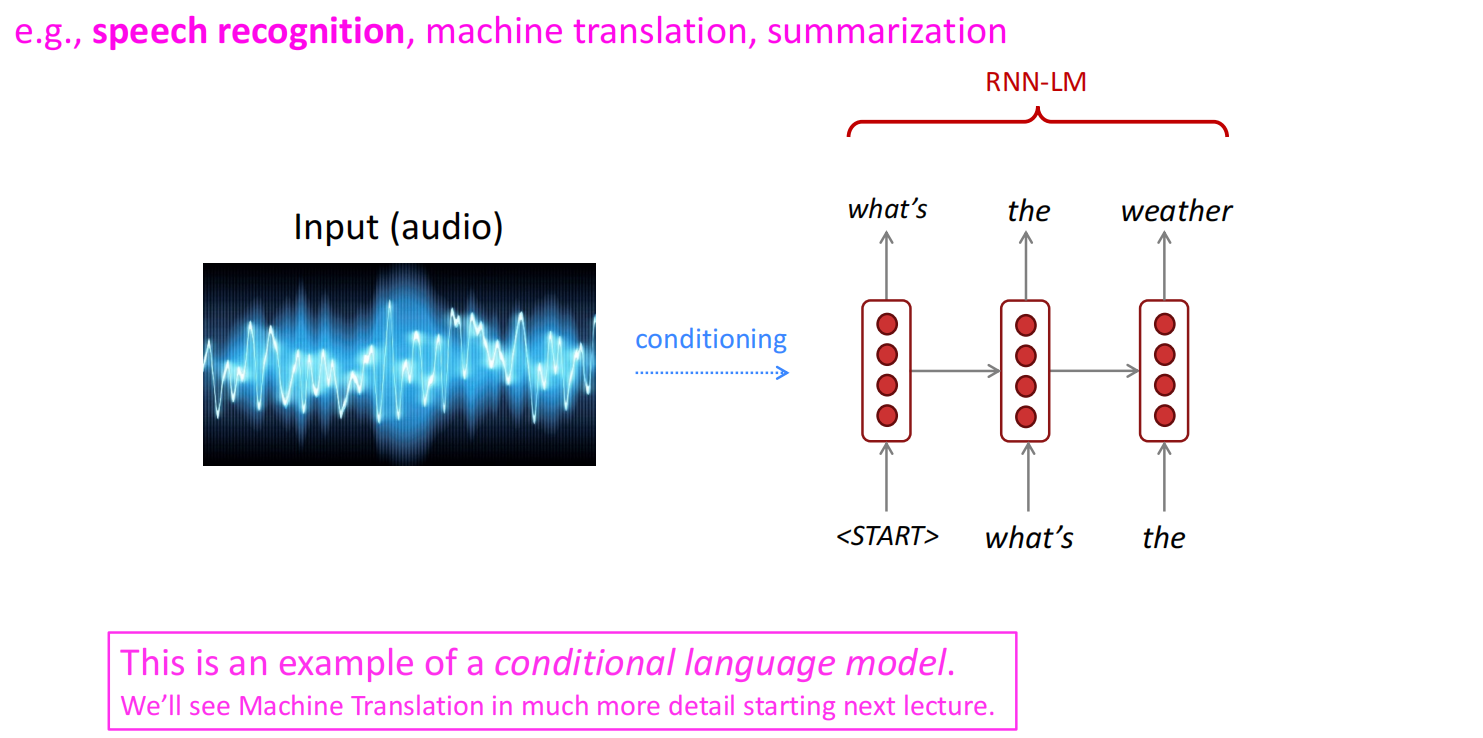 e.g., speech recognition, machine translation, summarization
RNN-LM
Input (audio)
what’s the weather
conditioning
<START> what’s the
This is an example of a conditional language model.
We’ll see Machine Translation in much more detail starting next lecture.